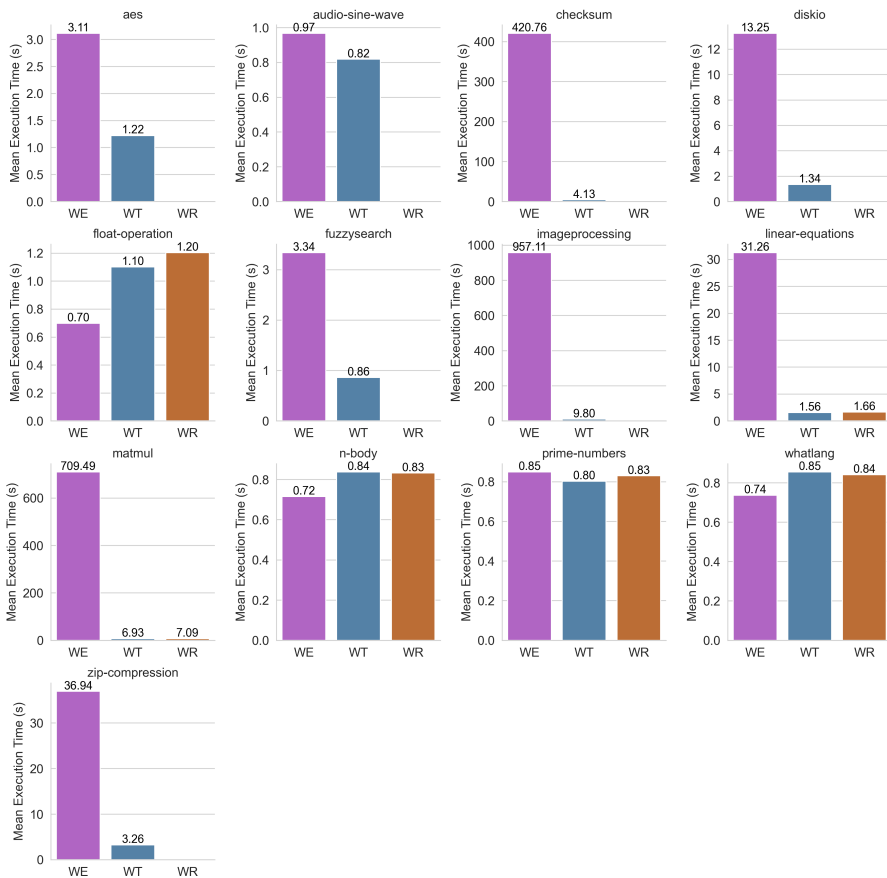 aes
Mean Execution Time (s)
3.0
2.5
2.0
1.5
1.0
0.5
0.0
3.11
1.22
WE WT WR
audio-sine-wave
Mean Execution Time (s)
1.0
0.8
0.6
0.4
0.2
0.0
0.97
0.82
WE WT WR
checksum
Mean Execution Time (s)
400
300
200
100
0
420.76
4.13
WE WT WR
diskio
Mean Execution Time (s)
12
10
8
6
4
2
0
13.25
1.34
WE WT WR
float-operation
Mean Execution Time (s)
1.2
1.0
0.8
0.6
0.4
0.2
0.0
0.70
1.10
1.20
WE WT WR
fuzzysearch
Mean Execution Time (s)
3
2
1
0
3.34
0.86
WE WT WR
imageprocessing
Mean Execution Time (s)
1000
800
600
400
200
0
957.11
9.80
WE WT WR
linear-equations
Mean Execution Time (s)
30
25
20
15
10
5
0
31.26
1.56
1.66
WE WT WR
matmul
Mean Execution Time (s)
600
400
200
0
709.49
6.93
7.09
WE WT WR
n-body
Mean Execution Time (s)
0.8
0.6
0.4
0.2
0.0
0.72
0.84
0.83
WE WT WR
prime-numbers
Mean Execution Time (s)
0.8
0.6
0.4
0.2
0.0
0.85
0.80
0.83
WE WT WR
whatlang
Mean Execution Time (s)
0.8
0.6
0.4
0.2
0.0
0.74
0.85
0.84
WE WT WR
zip-compression
Mean Execution Time (s)
30
20
10
0
36.94
3.26
WE WT WR